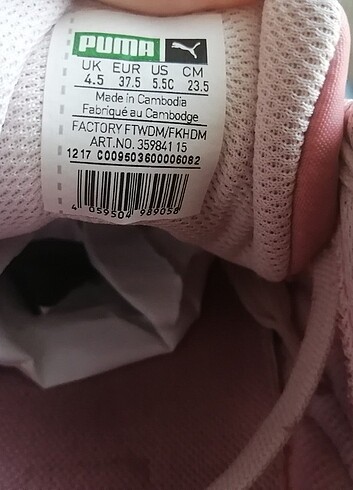 PUMA
UK EUR US CM
4.5 37.5 5.5C 23.5
Made in Cambodia
Fabriqué au Cambodge
FACTORY FTWDM/FKHDM
ART.NO. 359841 15
1217 C009603600006082
4 059504 989058